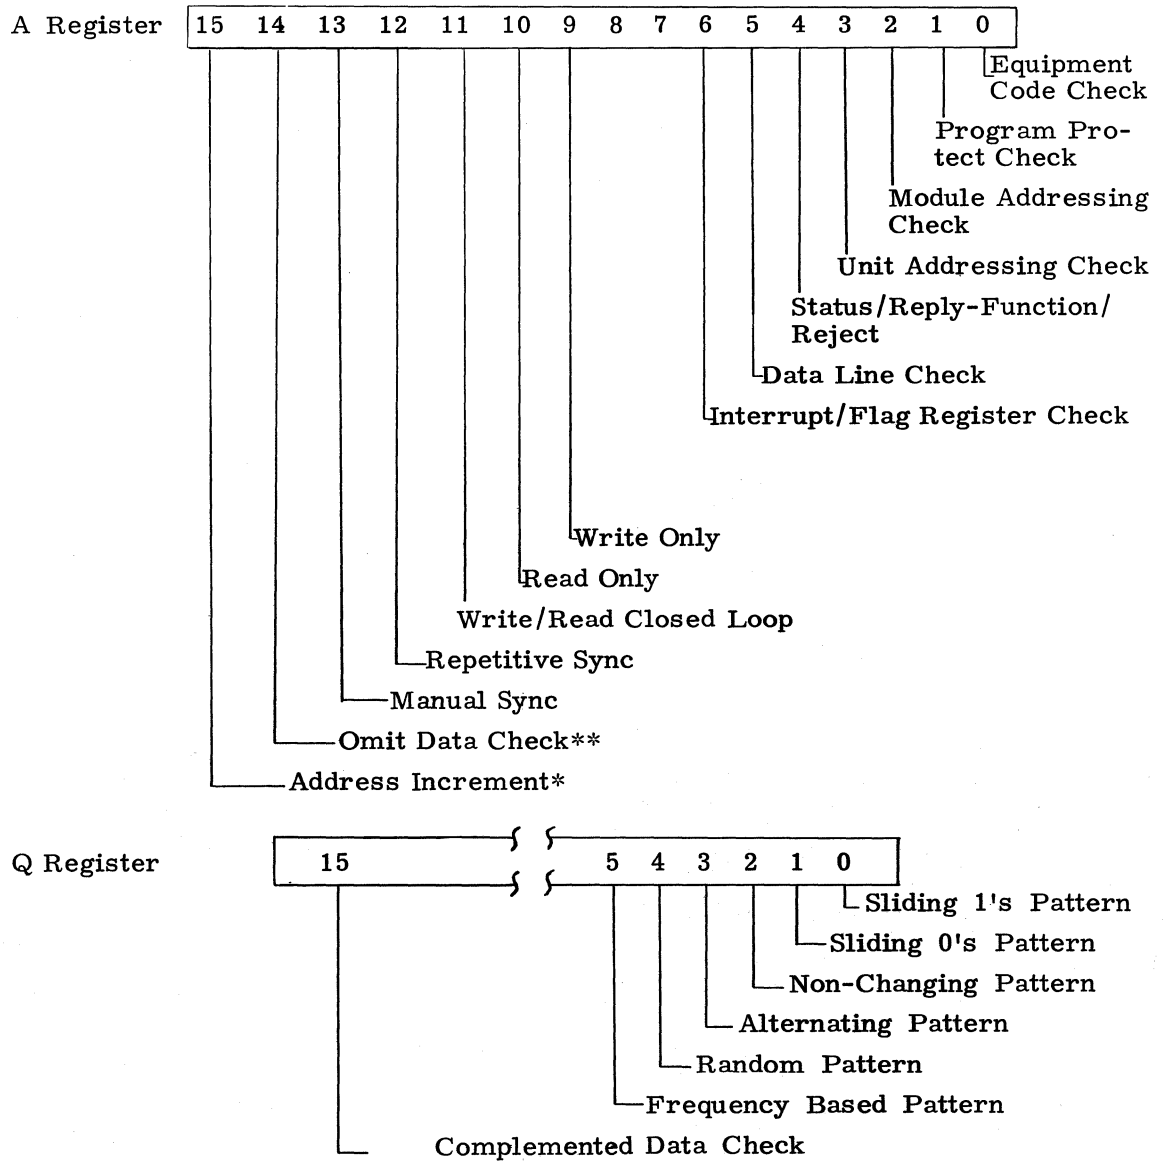 A Register 15 14 13 12 11 10 9 8 7 6 5 4 3 2 1 0
Equipment
Code Check
Program Pro-
tect Check
Module Addressing
Check
Unit Addressing Check
Status/Reply-Function/
Reject
Data Line Check
Interrupt/Flag Register Check
Write Only
Read Only
Write/Read Closed Loop
Repetitive Sync
Manual Sync
Omit Data Check**
Address Increment*
Q Register 15 5 4 3 2 1 0
Sliding 1's Pattern
Sliding 0's Pattern
Non-Changing Pattern
Alternating Pattern
Random Pattern
Frequency Based Pattern
Complemented Data Check